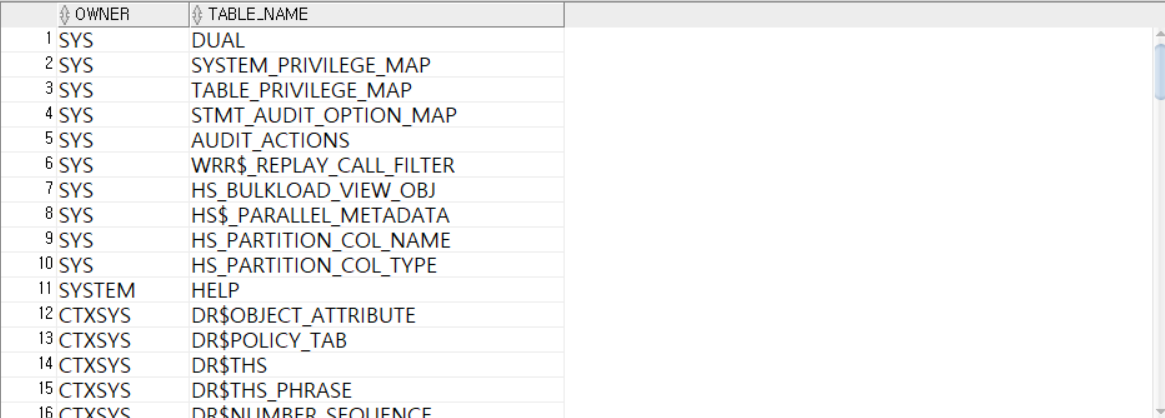 OWNER TABLE_NAME
1 SYS DUAL
2 SYS SYSTEM_PRIVILEGE_MAP
3 SYS TABLE_PRIVILEGE_MAP
4 SYS STMT_AUDIT_OPTION_MAP
5 SYS AUDIT_ACTIONS
6 SYS WRR$_REPLAY_CALL_FILTER
7 SYS HS_BULKLOAD_VIEW_OBJ
8 SYS HS$_PARALLEL_METADATA
9 SYS HS_PARTITION_COL_NAME
10 SYS HS_PARTITION_COL_TYPE
11 SYSTEM HELP
12 CTXSYS DR$OBJECT_ATTRIBUTE
13 CTXSYS DR$POLICY_TAB
14 CTXSYS DR$THS
15 CTXSYS DR$THS_PHRASE
16 CTXSYS DR$NUMBER_SEQUENCE